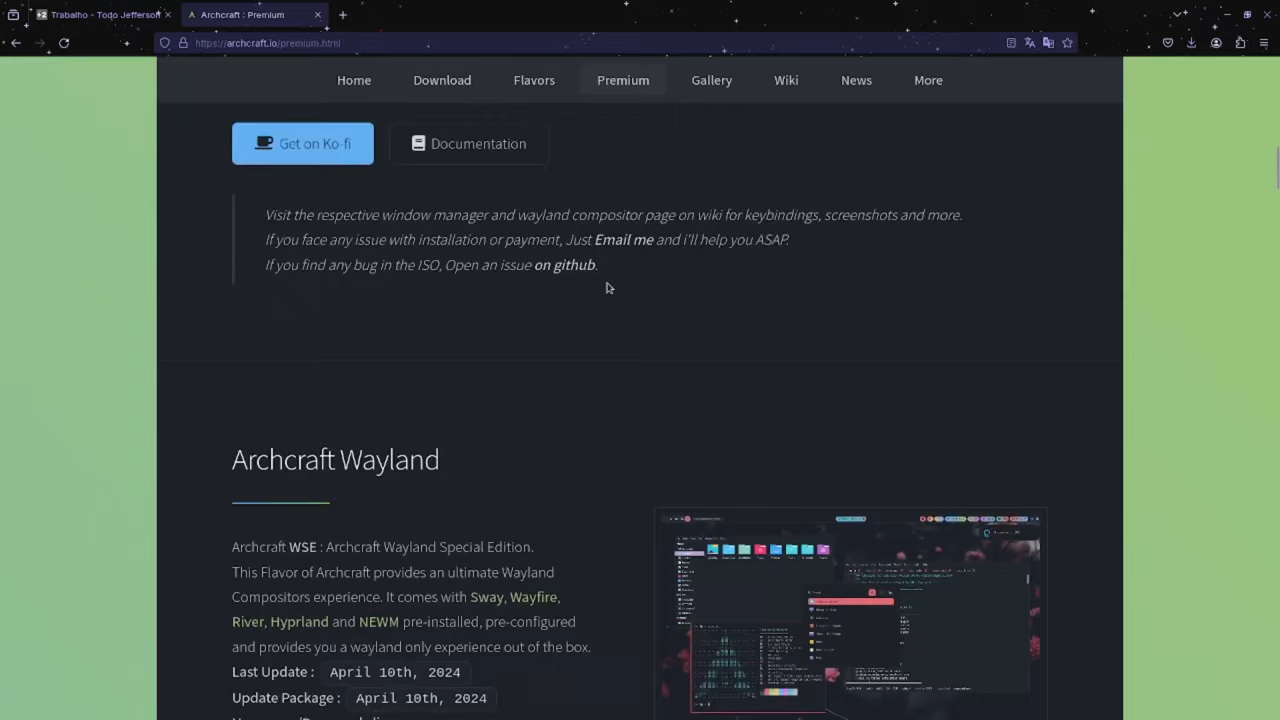 Trabalho - Todo Jefferson
Archcraft : Premium
https://archcraft.io/premium.html
Home Download Flavors Premium Gallery Wiki News More
Get on Ko-fi Documentation
Visit the respective window manager and wayland compositor page on wiki for keybindings, screenshots and more.
If you face any issue with installation or payment, Just Email me and i'll help you ASAP.
If you find any bug in the ISO, Open an issue on github.
Archcraft Wayland
Archcraft WSE : Archcraft Wayland Special Edition.
This Flavor of Archcraft provides an ultimate Wayland
Compositors experience. It comes with Sway, Wayfire,
River, Hyprland and NEWM pre-installed, pre-configured
and provides you a wayland only experience out of the box.
Last Update : April 10th, 2024
Update Package : April 10th, 2024